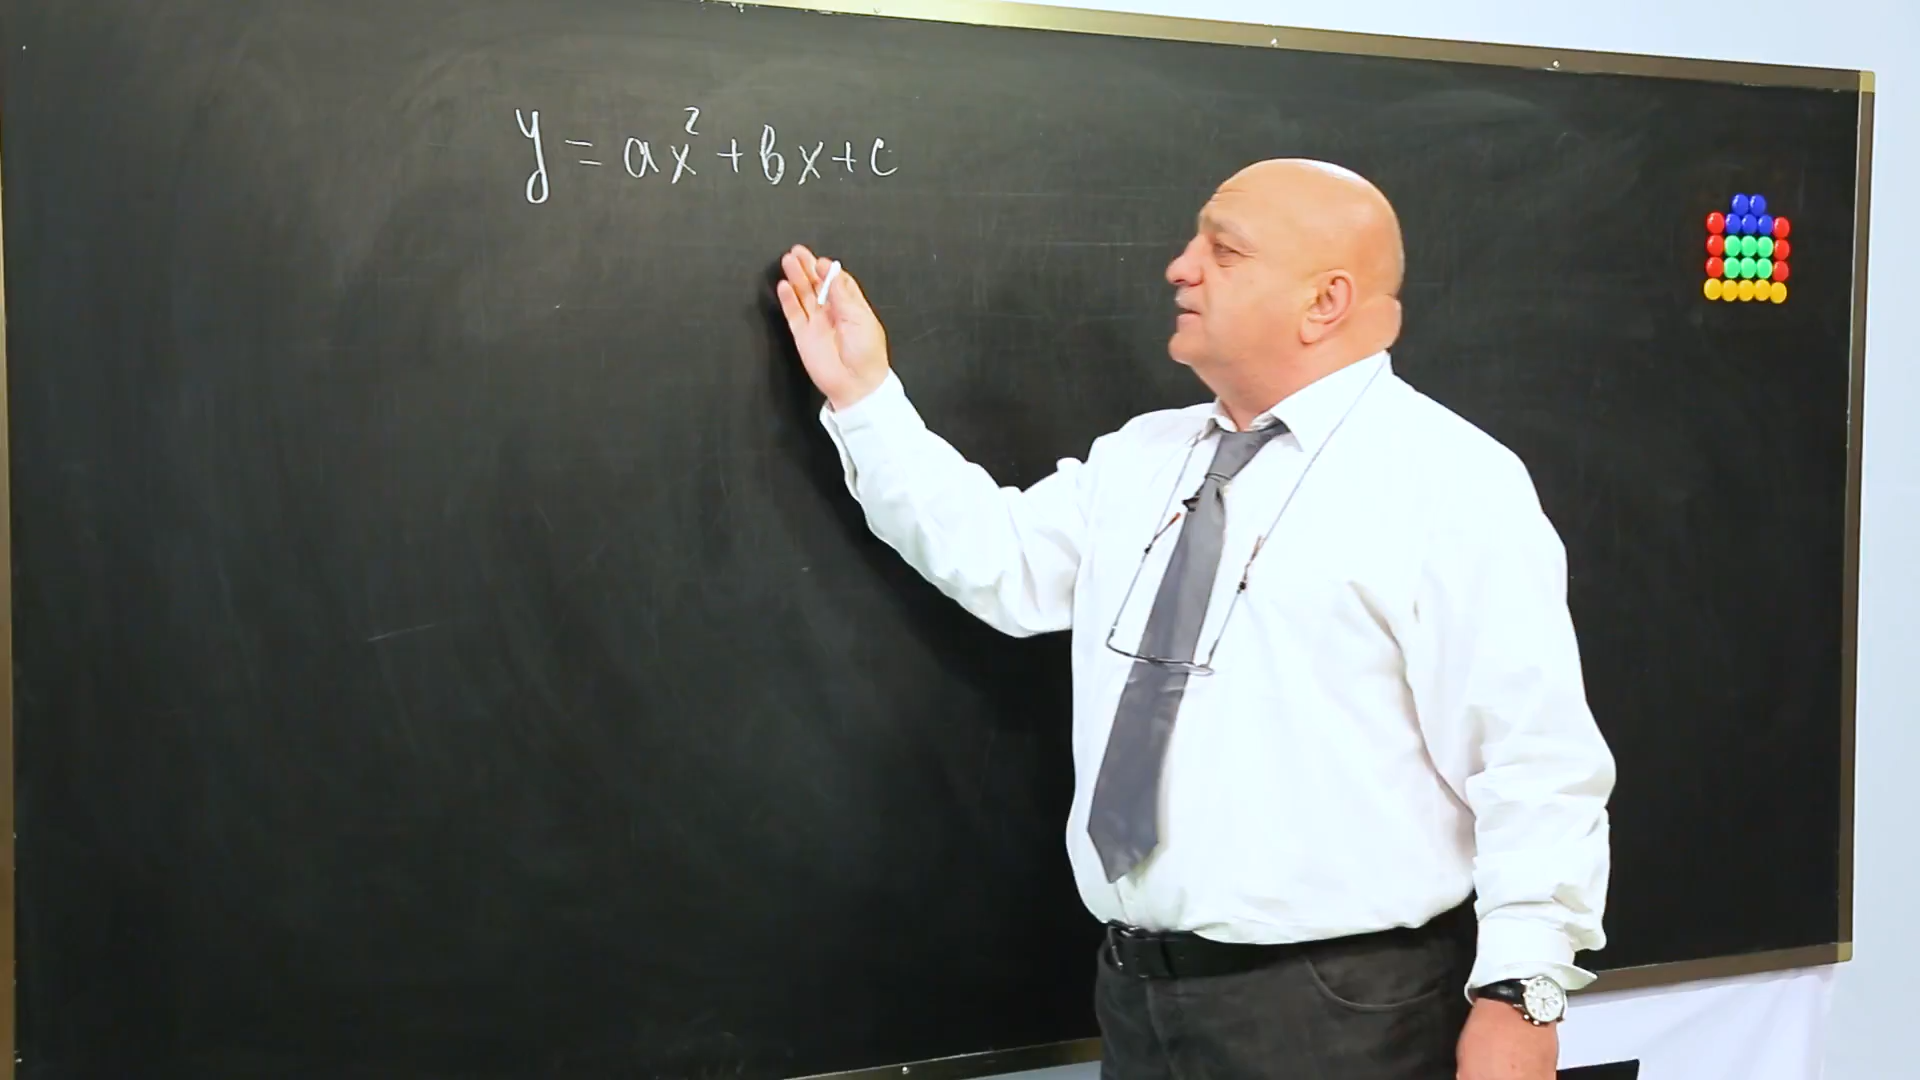 y = ax² + bx + c